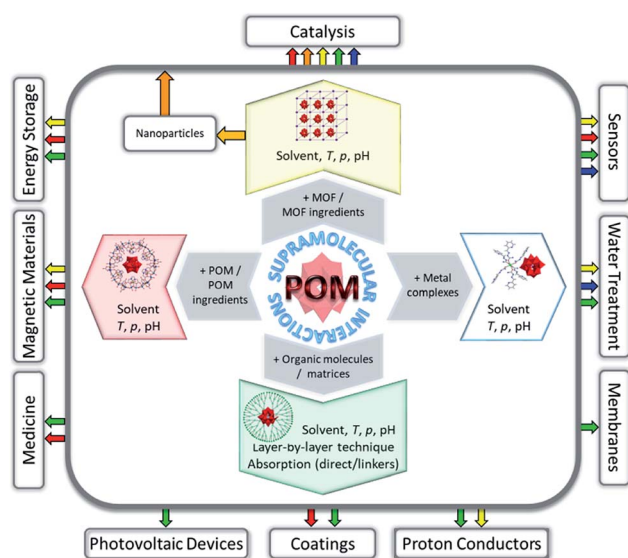 Catalysis
Energy Storage
Nanoparticles
Solvent, T, p, pH
Sensors
+ MOF /
MOF ingredients
Magnetic Materials
Solvent
T, p, pH
+ POM /
POM
ingredients
SUPRAMOLECULAR
POM
INTERACTIONS
+ Metal
complexes
Solvent
T, p, pH
Water Treatment
+ Organic molecules
/ matrices
Medicine
Solvent, T, p, pH
Layer-by-layer technique
Absorption (direct/linkers)
Membranes
Photovoltaic Devices
Coatings
Proton Conductors